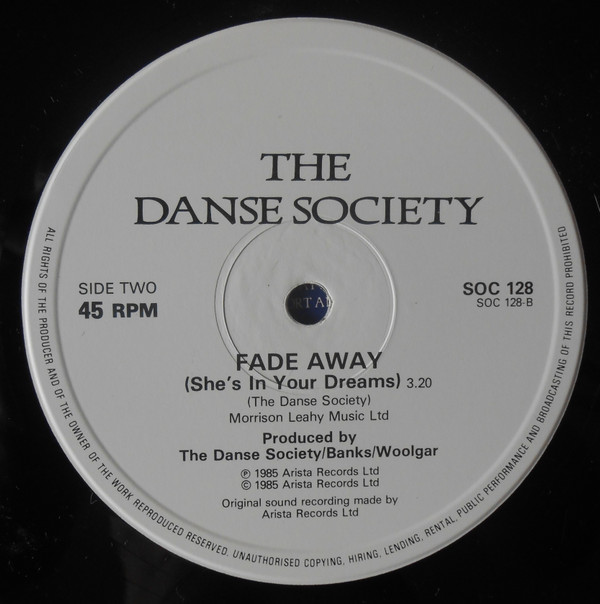 THE
DANSE SOCIETY
SIDE TWO
45 RPM
SOC 128
SOC 128-B
FADE AWAY
(She's In Your Dreams) 3.20
(The Danse Society)
Morrison Leahy Music Ltd
Produced by
The Danse Society/Banks/Woolgar
℗ 1985 Arista Records Ltd
© 1985 Arista Records Ltd
Original sound recording made by
Arista Records Ltd
ALL RIGHTS OF THE PRODUCER AND OF THE OWNER OF THE WORK REPRODUCED RESERVED. UNAUTHORISED COPYING, HIRING, LENDING, RENTAL, PUBLIC PERFORMANCE AND BROADCASTING OF THIS RECORD PROHIBITED